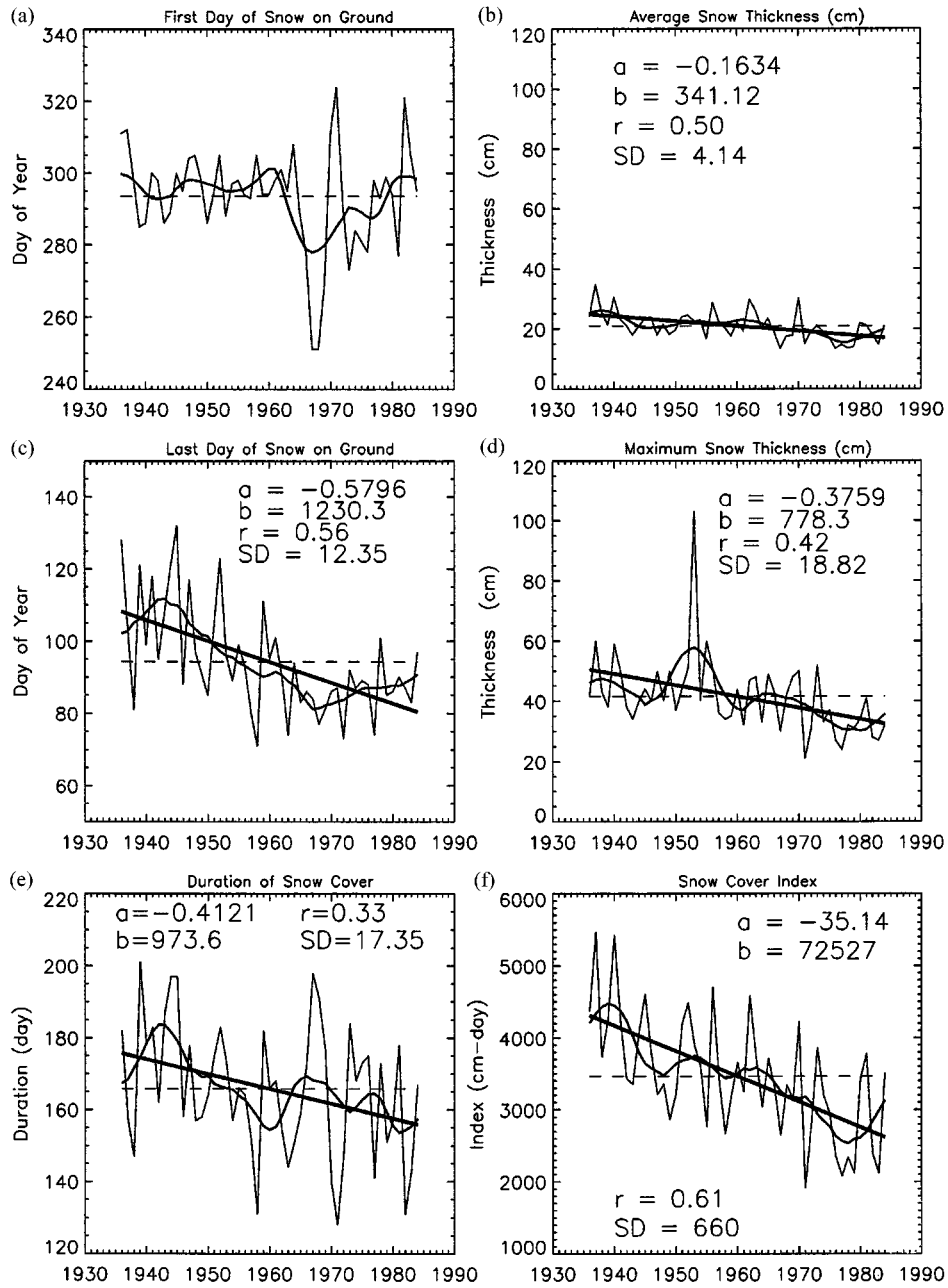 (a) First Day of Snow on Ground
340
320
300
280
260
240
Day of Year
1930 1940 1950 1960 1970 1980 1990
(b) Average Snow Thickness (cm)
120
100
80
60
40
20
0
Thickness (cm)
a = -0.1634
b = 341.12
r = 0.50
SD = 4.14
1930 1940 1950 1960 1970 1980 1990
(c) Last Day of Snow on Ground
140
120
100
80
60
Day of Year
a = -0.5796
b = 1230.3
r = 0.56
SD = 12.35
1930 1940 1950 1960 1970 1980 1990
(d) Maximum Snow Thickness (cm)
120
100
80
60
40
20
0
Thickness (cm)
a = -0.3759
b = 778.3
r = 0.42
SD = 18.82
1930 1940 1950 1960 1970 1980 1990
(e) Duration of Snow Cover
220
200
180
160
140
120
Duration (day)
a=-0.4121 r=0.33
b=973.6 SD=17.35
1930 1940 1950 1960 1970 1980 1990
(f) Snow Cover Index
6000
5000
4000
3000
2000
1000
Index (cm-day)
a = -35.14
b = 72527
r = 0.61
SD = 660
1930 1940 1950 1960 1970 1980 1990